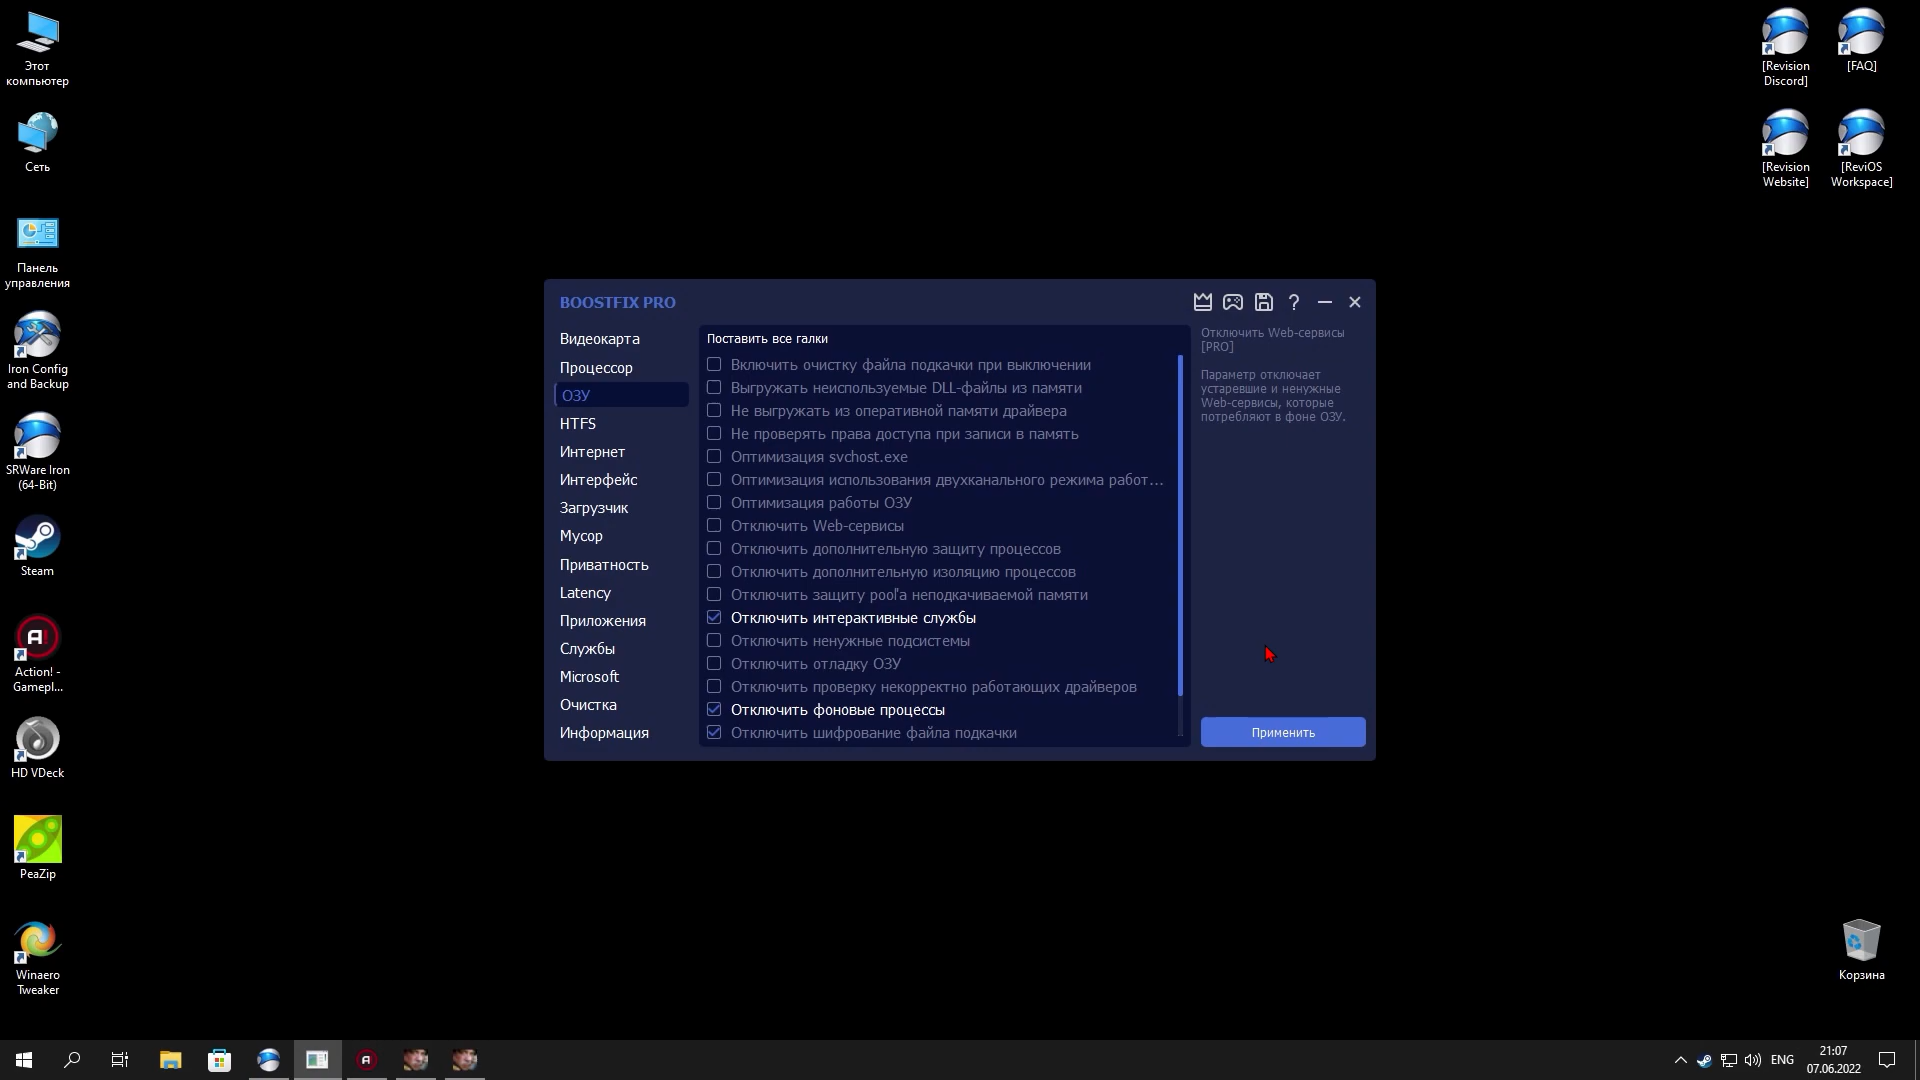 Этот
компьютер
Сеть
Панель
управления
Iron Config
and Backup
SRWare Iron
(64-Bit)
Steam
Action! -
Gamepl...
HD VDeck
PeaZip
Winaero
Tweaker
[Revision
Discord]
[FAQ]
[Revision
Website]
[ReviOS
Workspace]
BOOSTFIX PRO
?
Видеокарта
Процессор
ОЗУ
HTFS
Интернет
Интерфейс
Загрузчик
Мусор
Приватность
Latency
Приложения
Службы
Microsoft
Очистка
Информация
Поставить все галки
Включить очистку файла подкачки при выключении
Выгружать неиспользуемые DLL-файлы из памяти
Не выгружать из оперативной памяти драйвера
Не проверять права доступа при записи в память
Оптимизация svchost.exe
Оптимизация использования двухканального режима работ...
Оптимизация работы ОЗУ
Отключить Web-сервисы
Отключить дополнительную защиту процессов
Отключить дополнительную изоляцию процессов
Отключить защиту pool'а неподкачиваемой памяти
Отключить интерактивные службы
Отключить ненужные подсистемы
Отключить отладку ОЗУ
Отключить проверку некорректно работающих драйверов
Отключить фоновые процессы
Отключить шифрование файла подкачки
Отключить Web-сервисы
[PRO]
Параметр отключает
устаревшие и ненужные
Web-сервисы, которые
потребляют в фоне ОЗУ.
Применить
Корзина
ENG
21:07
07.06.2022